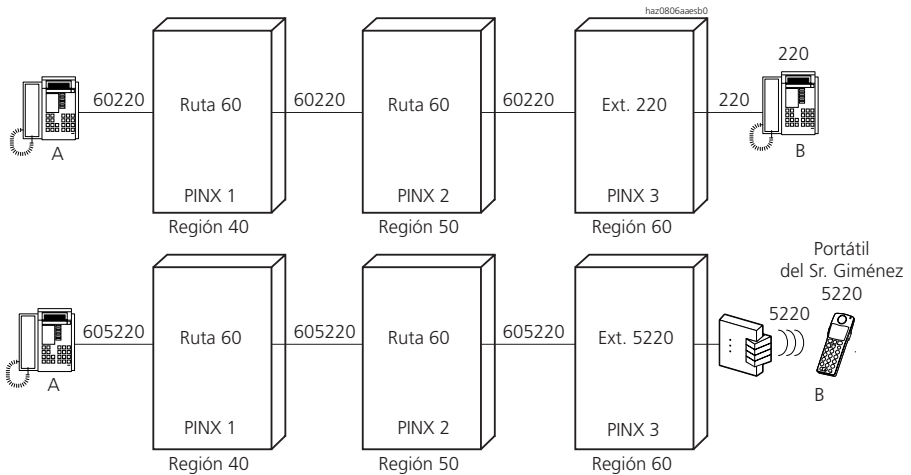 haz0806aaesb0
220
60220 Ruta 60 60220 Ruta 60 60220 Ext. 220 220
A B
PINX 1 PINX 2 PINX 3
Región 40 Región 50 Región 60
Portátil
del Sr. Giménez
5220
605220 Ruta 60 605220 Ruta 60 605220 Ext. 5220 5220
A B
PINX 1 PINX 2 PINX 3
Región 40 Región 50 Región 60